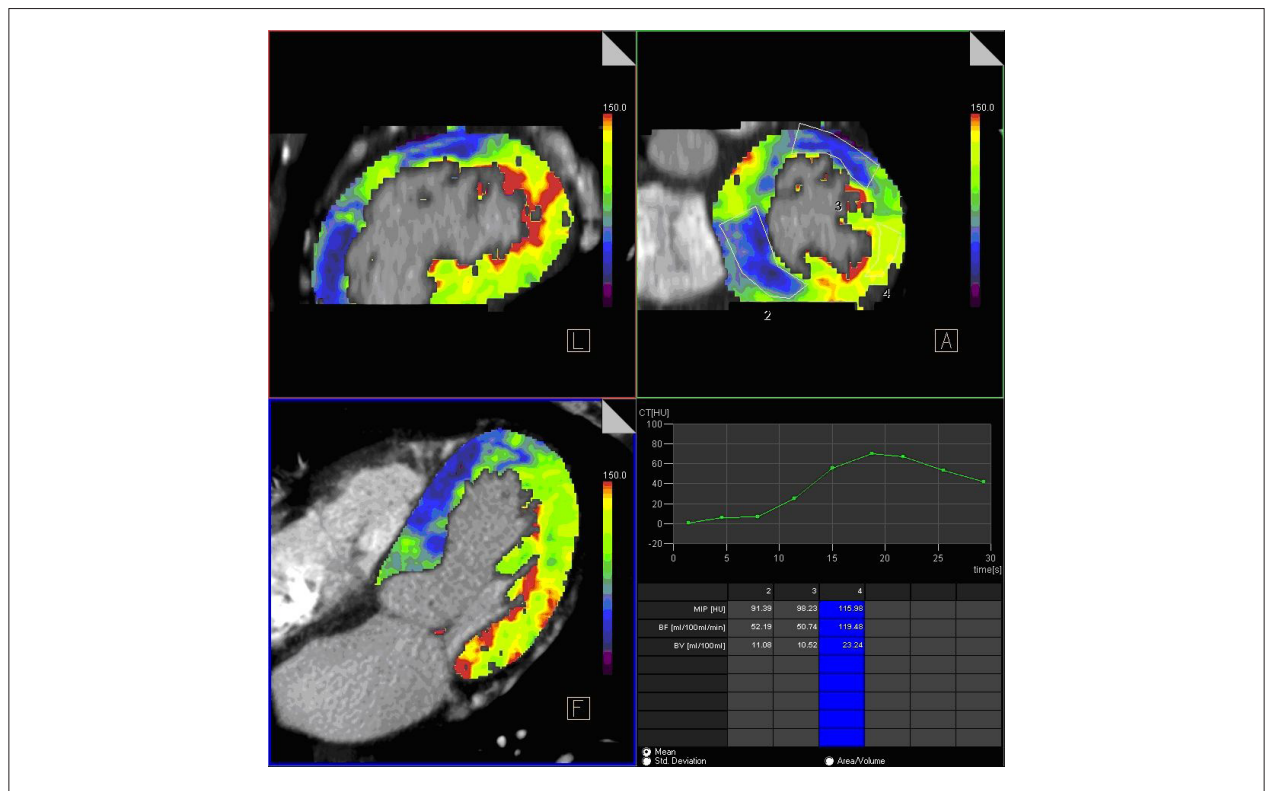 150.0
L
150.0
3
4
2
A
150.0
F
CT[HU]
100
80
60
40
20
0
-20
0 5 10 15 20 25 30
time[s]
2 3 4
MIP [HU] 91.39 98.23 115.98
BF [ml/100ml/min] 52.19 50.74 119.48
BV [ml/100ml] 11.08 10.52 23.24
Mean
Std. Deviation Area/Volume